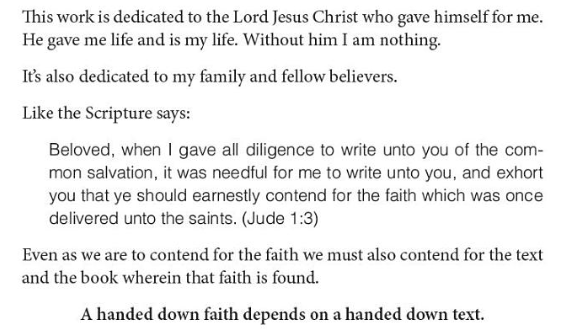 This work is dedicated to the Lord Jesus Christ who gave himself for me.
He gave me life and is my life. Without him I am nothing.
It's also dedicated to my family and fellow believers.
Like the Scripture says:
Beloved, when I gave all diligence to write unto you of the com-
mon salvation, it was needful for me to write unto you, and exhort
you that ye should earnestly contend for the faith which was once
delivered unto the saints. (Jude 1:3)
Even as we are to contend for the faith we must also contend for the text
and the book wherein that faith is found.
A handed down faith depends on a handed down text.